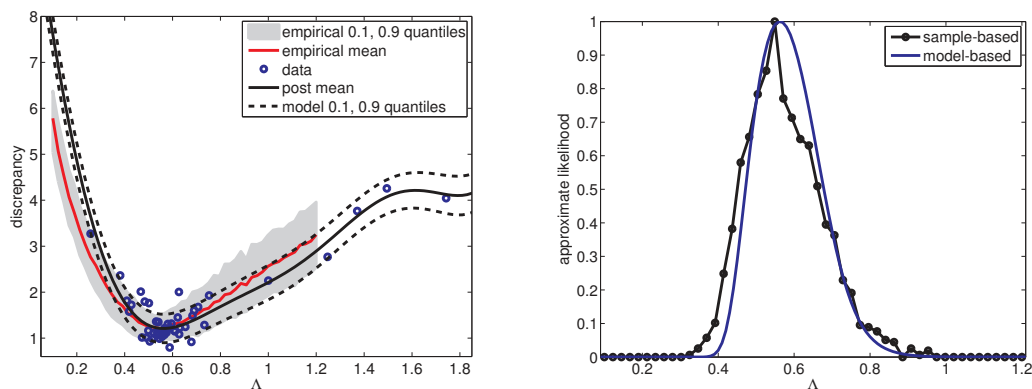 8
7
6
5
4
3
2
1
discrepancy
0.2 0.4 0.6 0.8 1 1.2 1.4 1.6 1.8
Λ
empirical 0.1, 0.9 quantiles
empirical mean
data
post mean
model 0.1, 0.9 quantiles
1
0.9
0.8
0.7
0.6
0.5
0.4
0.3
0.2
0.1
0
approximate likelihood
0.2 0.4 0.6 0.8 1 1.2
Λ
sample-based
model-based